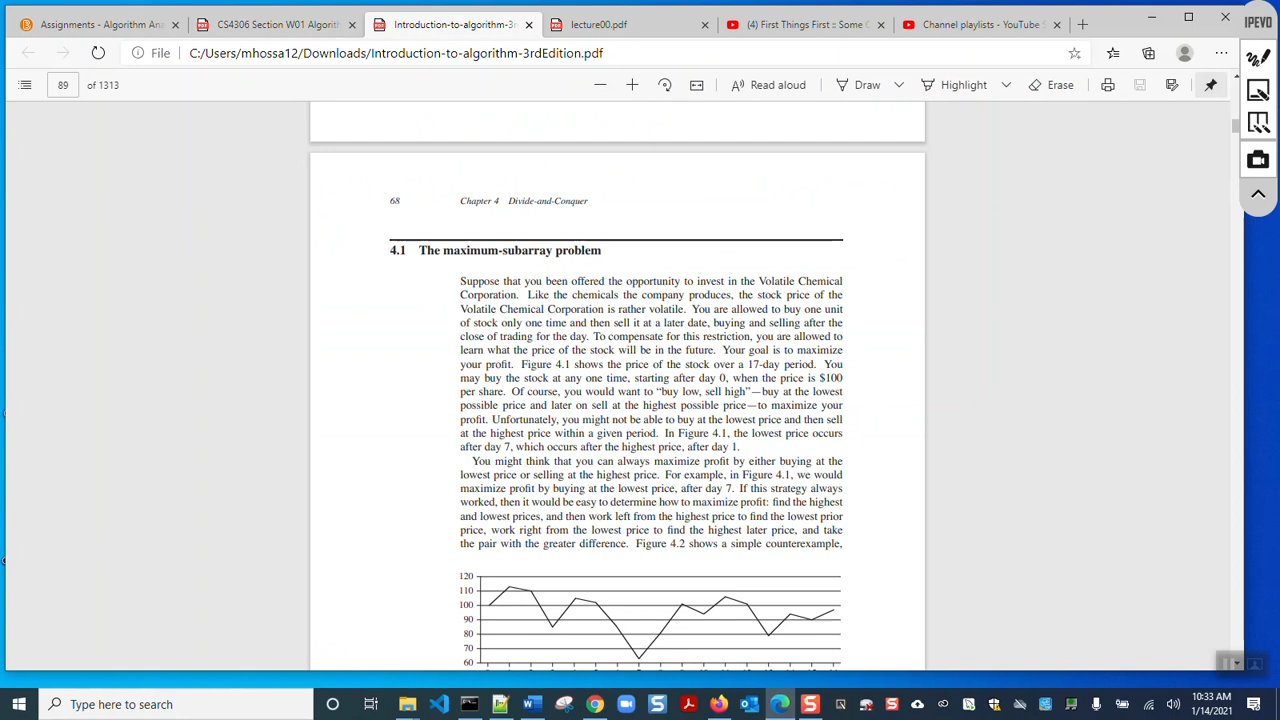 Assignments - Algorithm Ana
CS4306 Section W01 Algorith
Introduction-to-algorithm-3r
lecture00.pdf
(4) First Things First :: Some C
Channel playlists - YouTube S
IPEVO
File
C:/Users/mhossa12/Downloads/Introduction-to-algorithm-3rdEdition.pdf
89 of 1313
Read aloud
Draw
Highlight
Erase
68 Chapter 4 Divide-and-Conquer
4.1 The maximum-subarray problem
Suppose that you been offered the opportunity to invest in the Volatile Chemical
Corporation. Like the chemicals the company produces, the stock price of the
Volatile Chemical Corporation is rather volatile. You are allowed to buy one unit
of stock only one time and then sell it at a later date, buying and selling after the
close of trading for the day. To compensate for this restriction, you are allowed to
learn what the price of the stock will be in the future. Your goal is to maximize
your profit. Figure 4.1 shows the price of the stock over a 17-day period. You
may buy the stock at any one time, starting after day 0, when the price is $100
per share. Of course, you would want to “buy low, sell high”—buy at the lowest
possible price and later on sell at the highest possible price—to maximize your
profit. Unfortunately, you might not be able to buy at the lowest price and then sell
at the highest price within a given period. In Figure 4.1, the lowest price occurs
after day 7, which occurs after the highest price, after day 1.
You might think that you can always maximize profit by either buying at the
lowest price or selling at the highest price. For example, in Figure 4.1, we would
maximize profit by buying at the lowest price, after day 7. If this strategy always
worked, then it would be easy to determine how to maximize profit: find the highest
and lowest prices, and then work left from the highest price to find the lowest prior
price, work right from the lowest price to find the highest later price, and take
the pair with the greater difference. Figure 4.2 shows a simple counterexample,
120
110
100
90
80
70
60
Type here to search
10:33 AM
1/14/2021